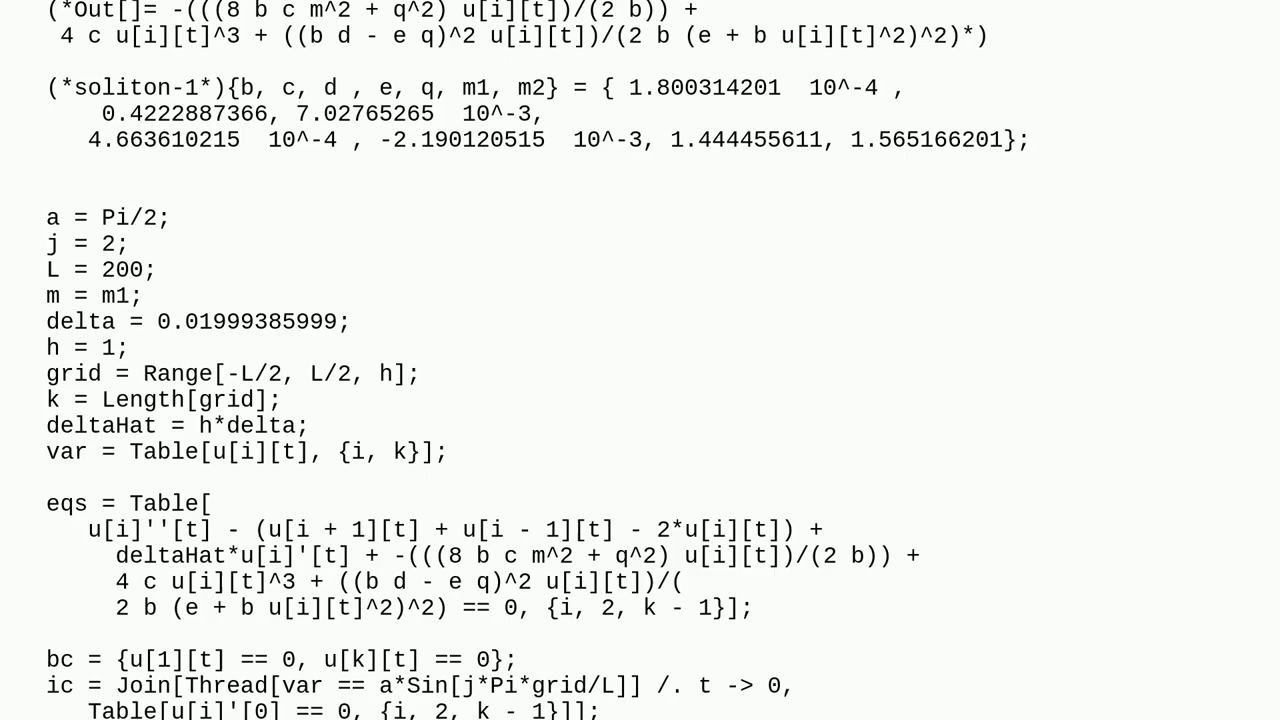 (*Out[]= -(((8 b c m^2 + q^2) u[i][t])/(2 b)) +
4 c u[i][t]^3 + ((b d - e q)^2 u[i][t])/(2 b (e + b u[i][t]^2)^2)*)
(*soliton-1*){b, c, d , e, q, m1, m2} = { 1.800314201  10^-4 ,
0.4222887366, 7.02765265  10^-3,
4.663610215  10^-4 , -2.190120515  10^-3, 1.444455611, 1.565166201};
a = Pi/2;
j = 2;
L = 200;
m = m1;
delta = 0.01999385999;
h = 1;
grid = Range[-L/2, L/2, h];
k = Length[grid];
deltaHat = h*delta;
var = Table[u[i][t], {i, k}];
eqs = Table[
u[i]''[t] - (u[i + 1][t] + u[i - 1][t] - 2*u[i][t]) +
deltaHat*u[i]'[t] + -(((8 b c m^2 + q^2) u[i][t])/(2 b)) +
4 c u[i][t]^3 + ((b d - e q)^2 u[i][t])/(
2 b (e + b u[i][t]^2)^2) == 0, {i, 2, k - 1}];
bc = {u[1][t] == 0, u[k][t] == 0};
ic = Join[Thread[var == a*Sin[j*Pi*grid/L]] /. t -> 0,
Table[u[i]'[0] == 0, {i, 2, k - 1}]];